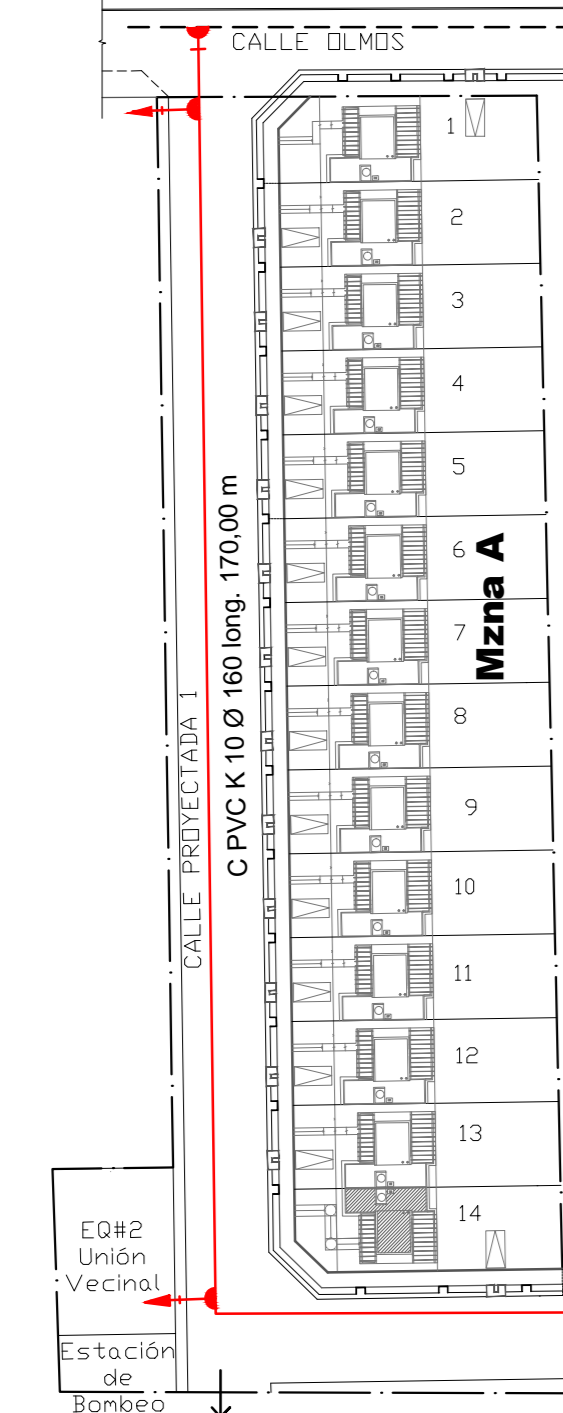 CALLE OLMOS
1
2
3
4
5
6
7
8
9
10
11
12
13
14
Mzna A
C PVC K 10 Ø 160 long. 170,00 m
CALLE PROYECTADA 1
EQ#2
Unión
Vecinal
Estación
de
Bombeo